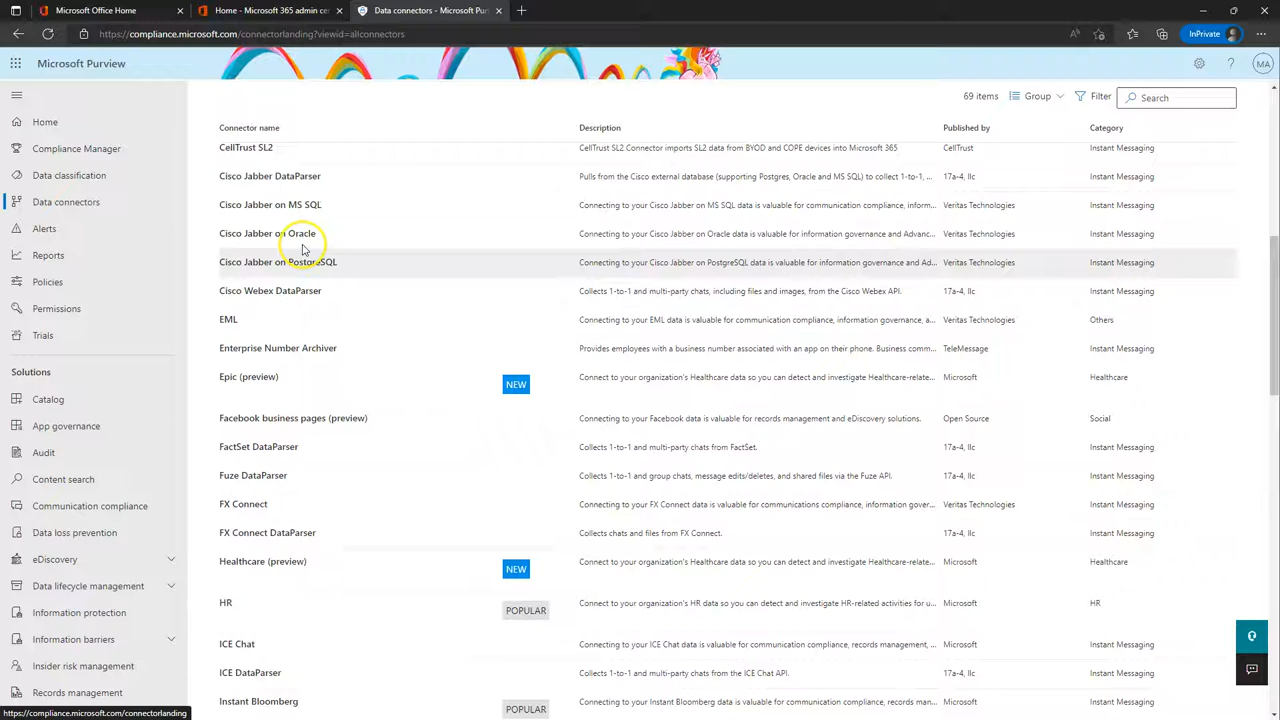 Microsoft Office Home
Home - Microsoft 365 admin cen
Data connectors - Microsoft Pur
https://compliance.microsoft.com/connectorlanding?viewid=allconnectors
InPrivate
Microsoft Purview
MA
69 items Group Filter Search
Connector name Description Published by Category
Home
Compliance Manager
Data classification
Data connectors
Alerts
Reports
Policies
Permissions
Trials
Solutions
Catalog
App governance
Audit
Content search
Communication compliance
Data loss prevention
eDiscovery
Data lifecycle management
Information protection
Information barriers
Insider risk management
Records management
CellTrust SL2 CellTrust SL2 Connector imports SL2 data from BYOD and COPE devices into Microsoft 365 CellTrust Instant Messaging
Cisco Jabber DataParser Pulls from the Cisco external database (supporting Postgres, Oracle and MS SQL) to collect 1-to-1, ... 17a-4, llc Instant Messaging
Cisco Jabber on MS SQL Connecting to your Cisco Jabber on MS SQL data is valuable for communication compliance, inform... Veritas Technologies Instant Messaging
Cisco Jabber on Oracle Connecting to your Cisco Jabber on Oracle data is valuable for information governance and Advanc... Veritas Technologies Instant Messaging
Cisco Jabber on PostgreSQL Connecting to your Cisco Jabber on PostgreSQL data is valuable for information governance and Ad... Veritas Technologies Instant Messaging
Cisco Webex DataParser Collects 1-to-1 and multi-party chats, including files and images, from the Cisco Webex API. 17a-4, llc Instant Messaging
EML Connecting to your EML data is valuable for communication compliance, information governance, a... Veritas Technologies Others
Enterprise Number Archiver Provides employees with a business number associated with an app on their phone. Business comm... TeleMessage Instant Messaging
Epic (preview) NEW Connect to your organization's Healthcare data so you can detect and investigate Healthcare-relate... Microsoft Healthcare
Facebook business pages (preview) Connecting to your Facebook data is valuable for records management and eDiscovery solutions. Open Source Social
FactSet DataParser Collects 1-to-1 and multi-party chats from FactSet. 17a-4, llc Instant Messaging
Fuze DataParser Collects 1-to-1 and group chats, message edits/deletes, and shared files via the Fuze API. 17a-4, llc Instant Messaging
FX Connect Connecting to your FX Connect data is valuable for communications compliance, information gover... Veritas Technologies Instant Messaging
FX Connect DataParser Collects chats and files from FX Connect. 17a-4, llc Instant Messaging
Healthcare (preview) NEW Connect to your organization's Healthcare data so you can detect and investigate Healthcare-relate... Microsoft Healthcare
HR POPULAR Connect to your organization's HR data so you can detect and investigate HR-related activities for u... Microsoft HR
ICE Chat Connecting to your ICE Chat data is valuable for communication compliance, records management, ... Microsoft Instant Messaging
ICE DataParser Collects 1-to-1 and multi-party chats from the ICE Chat API. 17a-4, llc Instant Messaging
Instant Bloomberg POPULAR Connecting to your Instant Bloomberg data is valuable for communication compliance, records man... Microsoft Instant Messaging
https://compliance.microsoft.com/connectorlanding